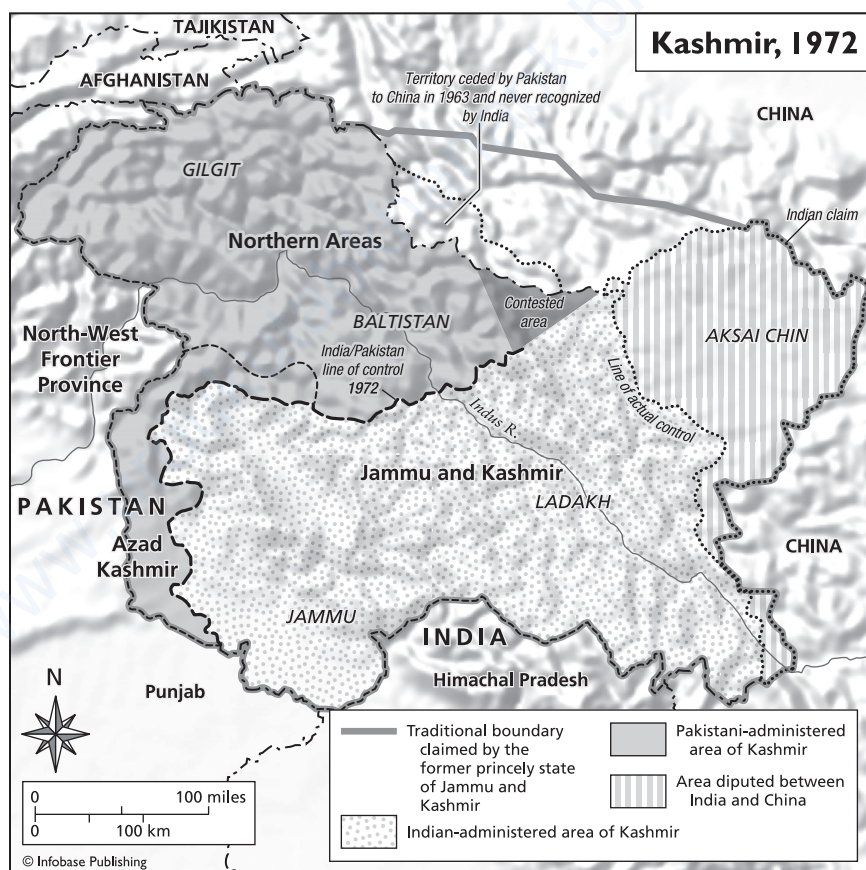 Kashmir, 1972
TAJIKISTAN
AFGHANISTAN
Territory ceded by Pakistan
to China in 1963 and never recognized
by India
CHINA
GILGIT
Indian claim
Northern Areas
Contested
area
AKSAI CHIN
North-West
Frontier
Province
BALTISTAN
India/Pakistan
line of control
1972
Line of actual control
Indus R.
Jammu and Kashmir
LADAKH
PAKISTAN
Azad
Kashmir
CHINA
JAMMU
INDIA
Himachal Pradesh
Punjab
N
0 100 miles
0 100 km
Traditional boundary
claimed by the
former princely state
of Jammu and
Kashmir
Indian-administered area of Kashmir
Pakistani-administered
area of Kashmir
Area diputed between
India and China
© Infobase Publishing